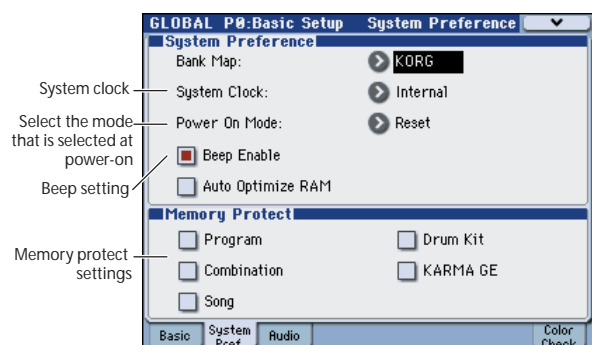 GLOBAL P0:Basic Setup System Preference
System Preference
Bank Map: KORG
System clock
System Clock: Internal
Select the mode
that is selected at
power-on
Power On Mode: Reset
Beep setting
Beep Enable
Auto Optimize RAM
Memory Protect
Memory protect
settings
Program Drum Kit
Combination KARMA GE
Song
Basic System Pref. Audio Color Check